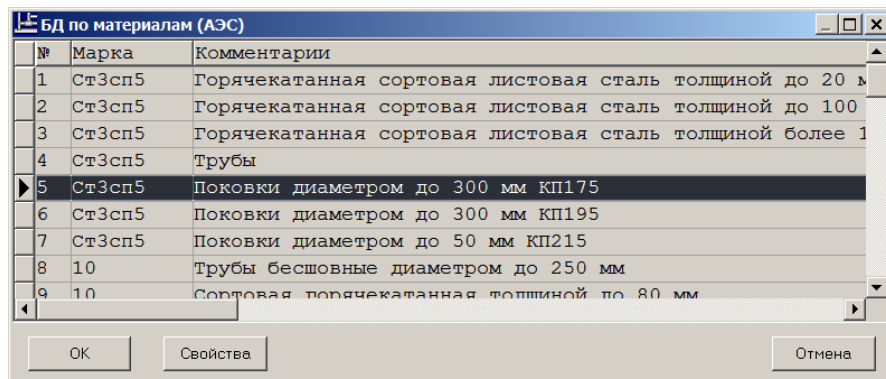 БД по материалам (АЭС)
№ Марка Комментарии
1 Ст3сп5 Горячекатанная сортовая листовая сталь толщиной до 20
2 Ст3сп5 Горячекатанная сортовая листовая сталь толщиной до 100
3 Ст3сп5 Горячекатанная сортовая листовая сталь толщиной более 1
4 Ст3сп5 Трубы
5 Ст3сп5 Поковки диаметром до 300 мм КП175
6 Ст3сп5 Поковки диаметром до 300 мм КП195
7 Ст3сп5 Поковки диаметром до 50 мм КП215
8 10 Трубы бесшовные диаметром до 250 мм
9 10 Сортовая горячекатанная толщиной до 80 мм
OK Свойства Отмена